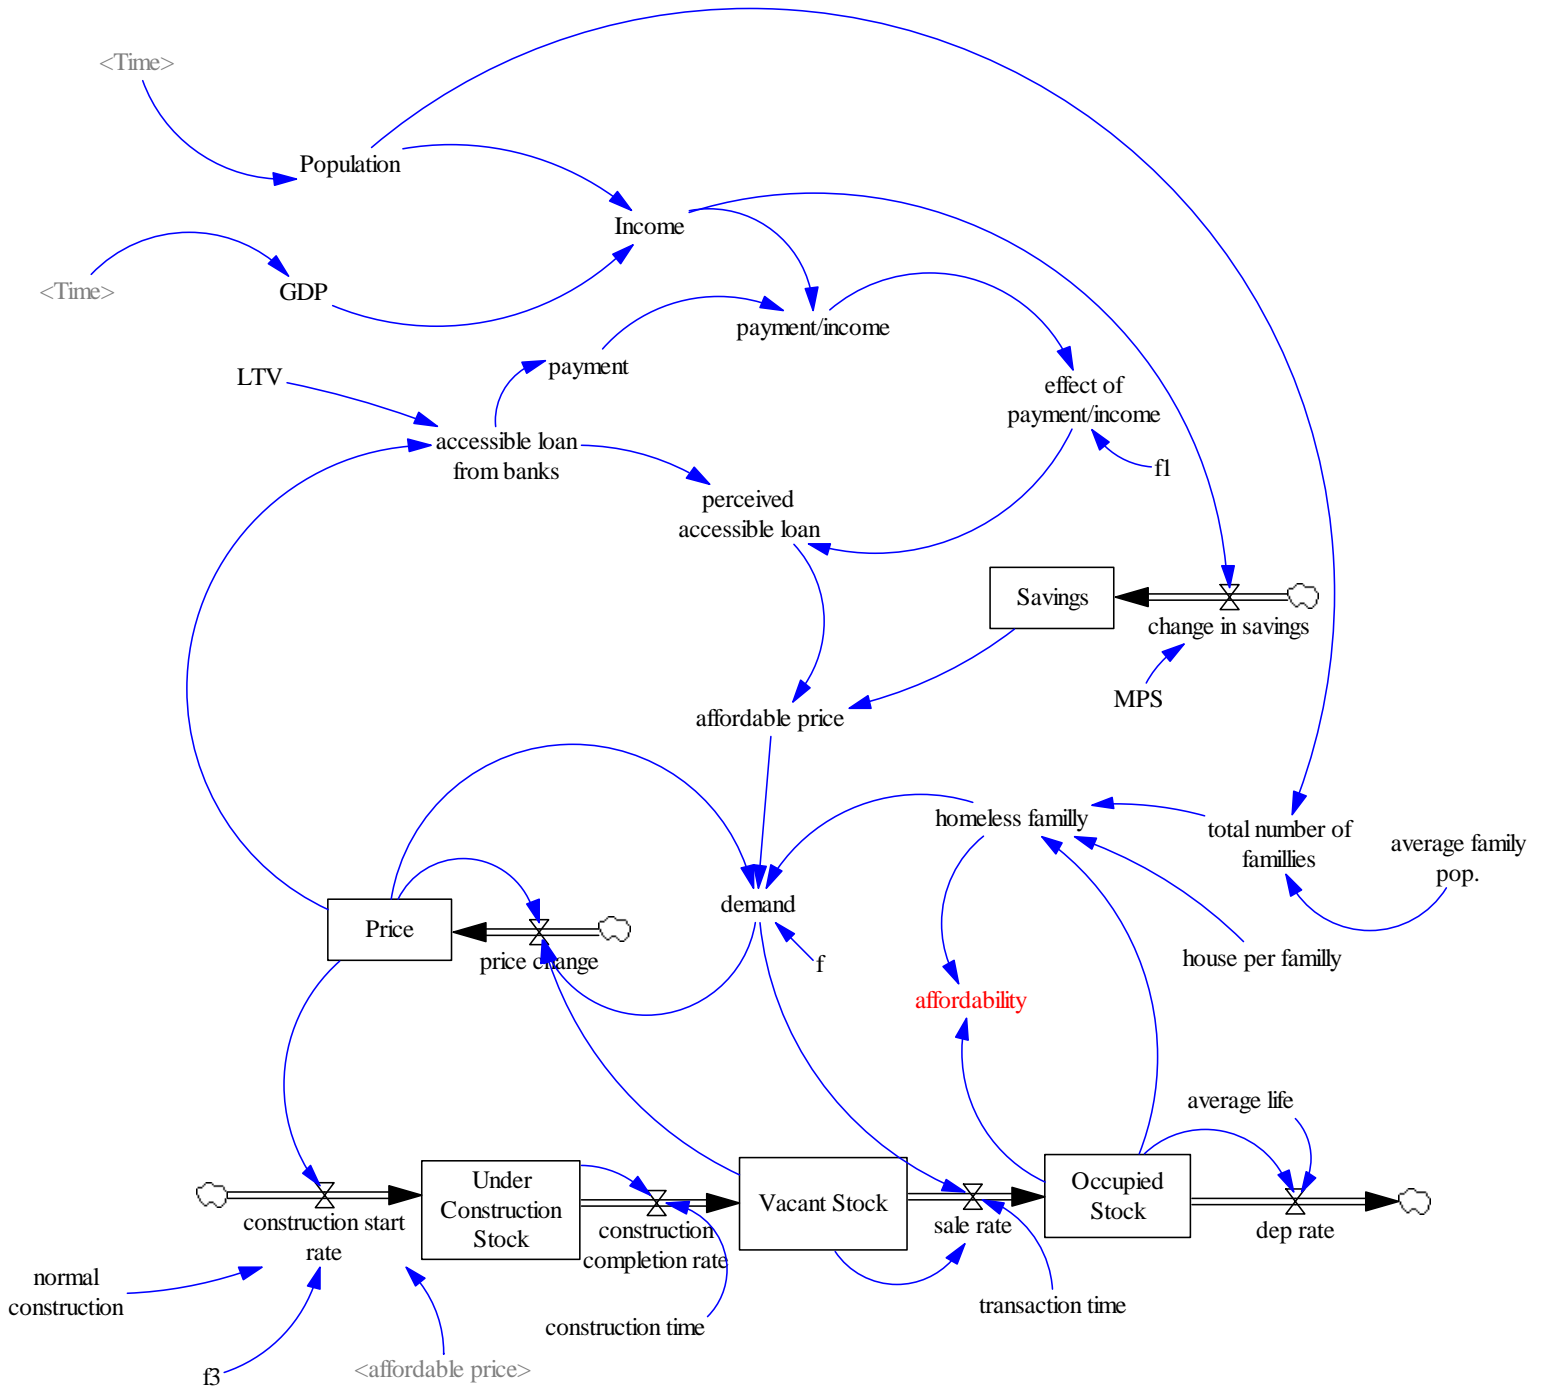 <Time>
Population
Income
<Time>
GDP
payment/income
payment
LTV
effect of
payment/income
accessible loan
from banks
f1
perceived
accessible loan
Savings
change in savings
MPS
affordable price
homeless familly
total number of
famillies
average family
pop.
demand
Price
price change
f
house per familly
affordability
average life
Under
Construction
Stock
Vacant Stock
Occupied
Stock
construction start
rate
construction
completion rate
sale rate
dep rate
normal
construction
transaction time
construction time
f3
<affordable price>